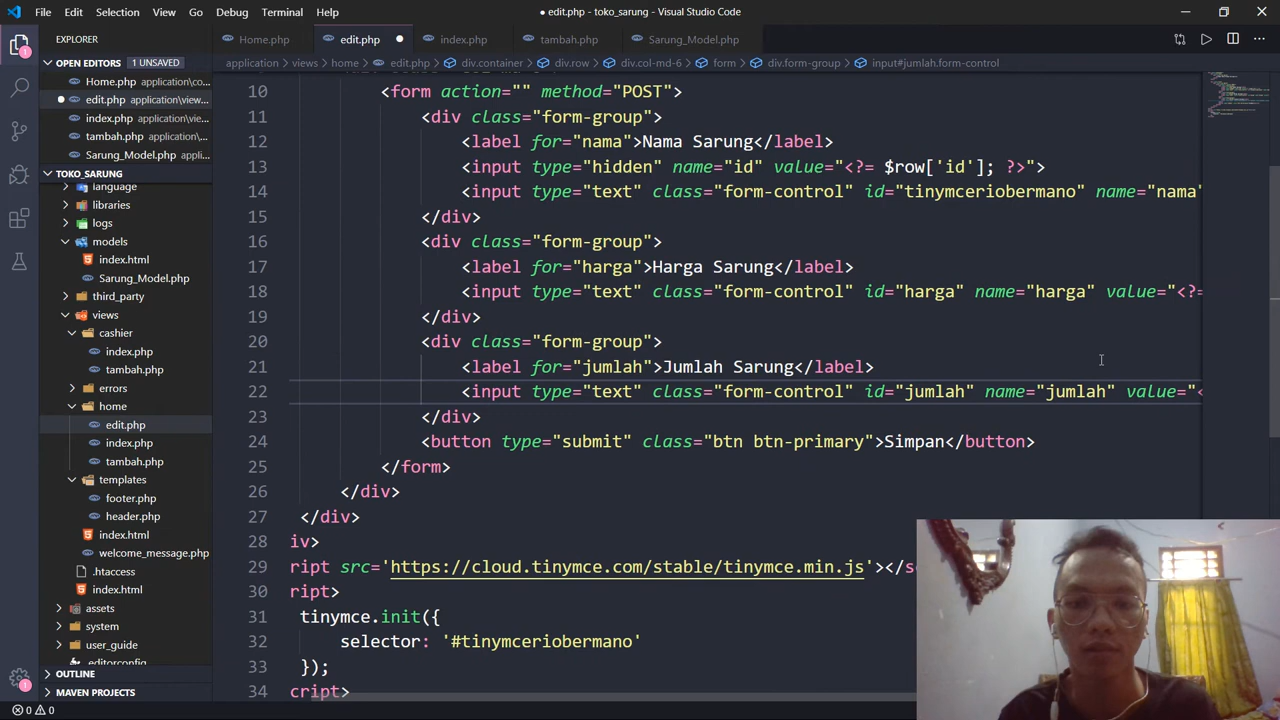 File Edit Selection View Go Debug Terminal Help
● edit.php - toko_sarung - Visual Studio Code
EXPLORER
Home.php edit.php index.php tambah.php Sarung_Model.php
OPEN EDITORS 1 UNSAVED
application > views > home > edit.php > div.container > div.row > div.col-md-6 > form > div.form-group > input#jumlah.form-control
Home.php application\co...
edit.php application\view...
index.php application\vie...
tambah.php application\...
Sarung_Model.php appli...
TOKO_SARUNG
language
libraries
logs
models
index.html
Sarung_Model.php
third_party
views
cashier
index.php
tambah.php
errors
home
edit.php
index.php
tambah.php
templates
footer.php
header.php
index.html
welcome_message.php
.htaccess
index.html
assets
system
user_guide
.editorconfig
OUTLINE
MAVEN PROJECTS
10 <form action="" method="POST">
11 <div class="form-group">
12 <label for="nama">Nama Sarung</label>
13 <input type="hidden" name="id" value="<?= $row['id']; ?>">
14 <input type="text" class="form-control" id="tinymceriobermano" name="nama"
15 </div>
16 <div class="form-group">
17 <label for="harga">Harga Sarung</label>
18 <input type="text" class="form-control" id="harga" name="harga" value="<?=
19 </div>
20 <div class="form-group">
21 <label for="jumlah">Jumlah Sarung</label>
22 <input type="text" class="form-control" id="jumlah" name="jumlah" value="<
23 </div>
24 <button type="submit" class="btn btn-primary">Simpan</button>
25 </form>
26 </div>
27 </div>
28 iv>
29 ript src='https://cloud.tinymce.com/stable/tinymce.min.js'></s
30 ript>
31 tinymce.init({
32 selector: '#tinymceriobermano'
33 });
34 cript>
0 0
1
1